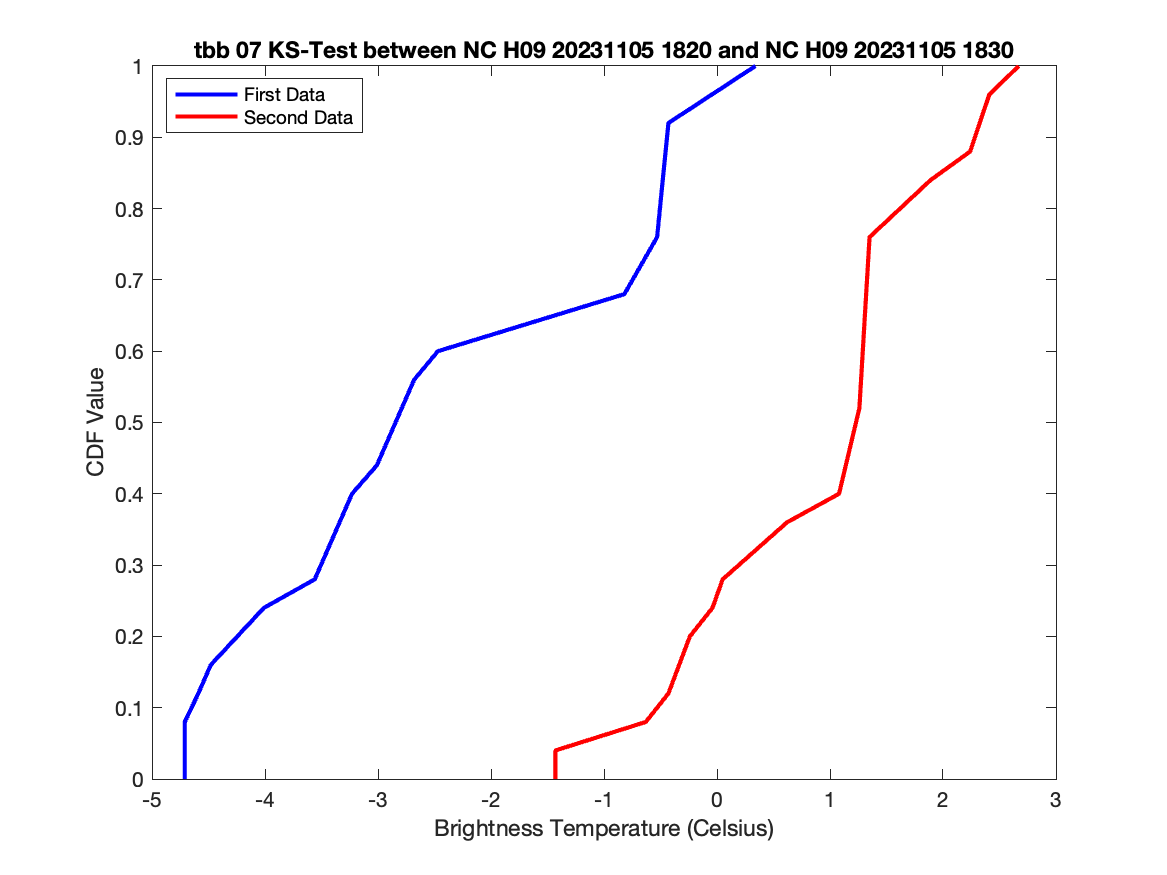 tbb 07 KS-Test between NC H09 20231105 1820 and NC H09 20231105 1830
First Data
Second Data
1
0.9
0.8
0.7
0.6
0.5
0.4
0.3
0.2
0.1
0
CDF Value
-5 -4 -3 -2 -1 0 1 2 3
Brightness Temperature (Celsius)